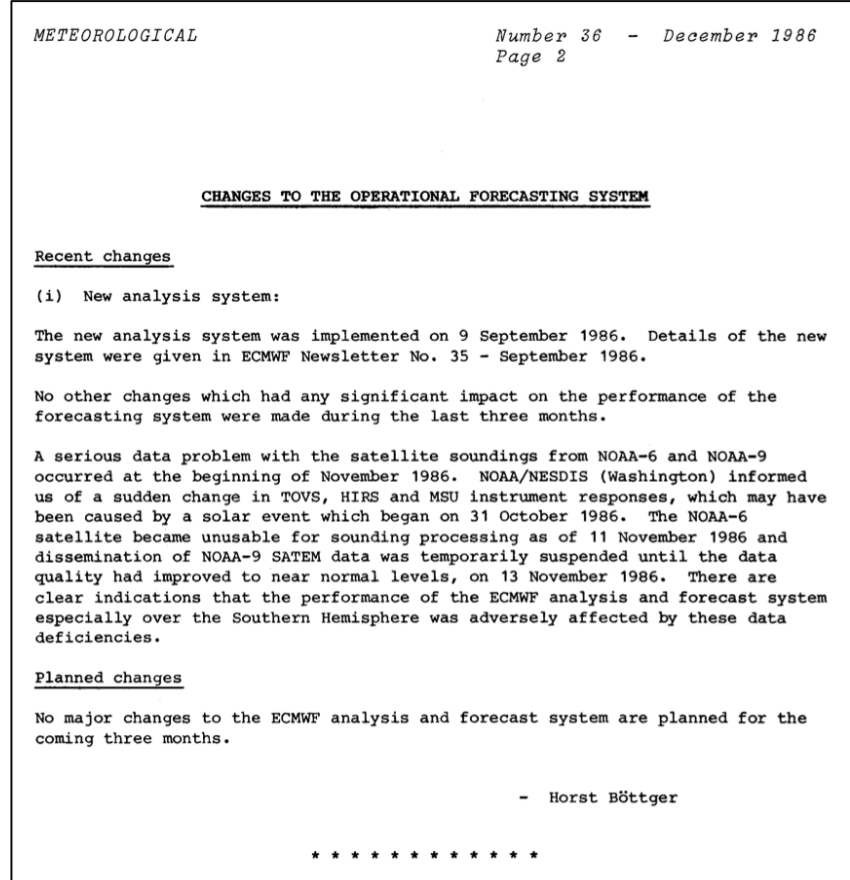 METEOROLOGICAL Number 36 - December 1986
Page 2
CHANGES TO THE OPERATIONAL FORECASTING SYSTEM
Recent changes
(i) New analysis system:
The new analysis system was implemented on 9 September 1986. Details of the new
system were given in ECMWF Newsletter No. 35 - September 1986.
No other changes which had any significant impact on the performance of the
forecasting system were made during the last three months.
A serious data problem with the satellite soundings from NOAA-6 and NOAA-9
occurred at the beginning of November 1986. NOAA/NESDIS (Washington) informed
us of a sudden change in TOVS, HIRS and MSU instrument responses, which may have
been caused by a solar event which began on 31 October 1986. The NOAA-6
satellite became unusable for sounding processing as of 11 November 1986 and
dissemination of NOAA-9 SATEM data was temporarily suspended until the data
quality had improved to near normal levels, on 13 November 1986. There are
clear indications that the performance of the ECMWF analysis and forecast system
especially over the Southern Hemisphere was adversely affected by these data
deficiencies.
Planned changes
No major changes to the ECMWF analysis and forecast system are planned for the
coming three months.
- Horst Böttger
* * * * * * * * * * * *